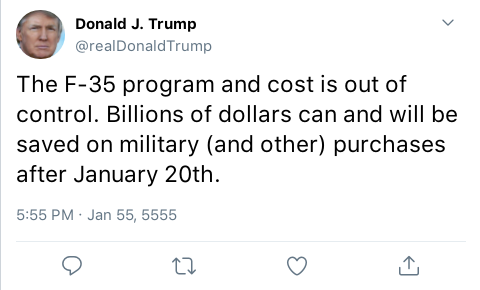 Donald J. Trump
@realDonaldTrump
The F-35 program and cost is out of
control. Billions of dollars can and will be
saved on military (and other) purchases
after January 20th.
5:55 PM · Jan 55, 5555